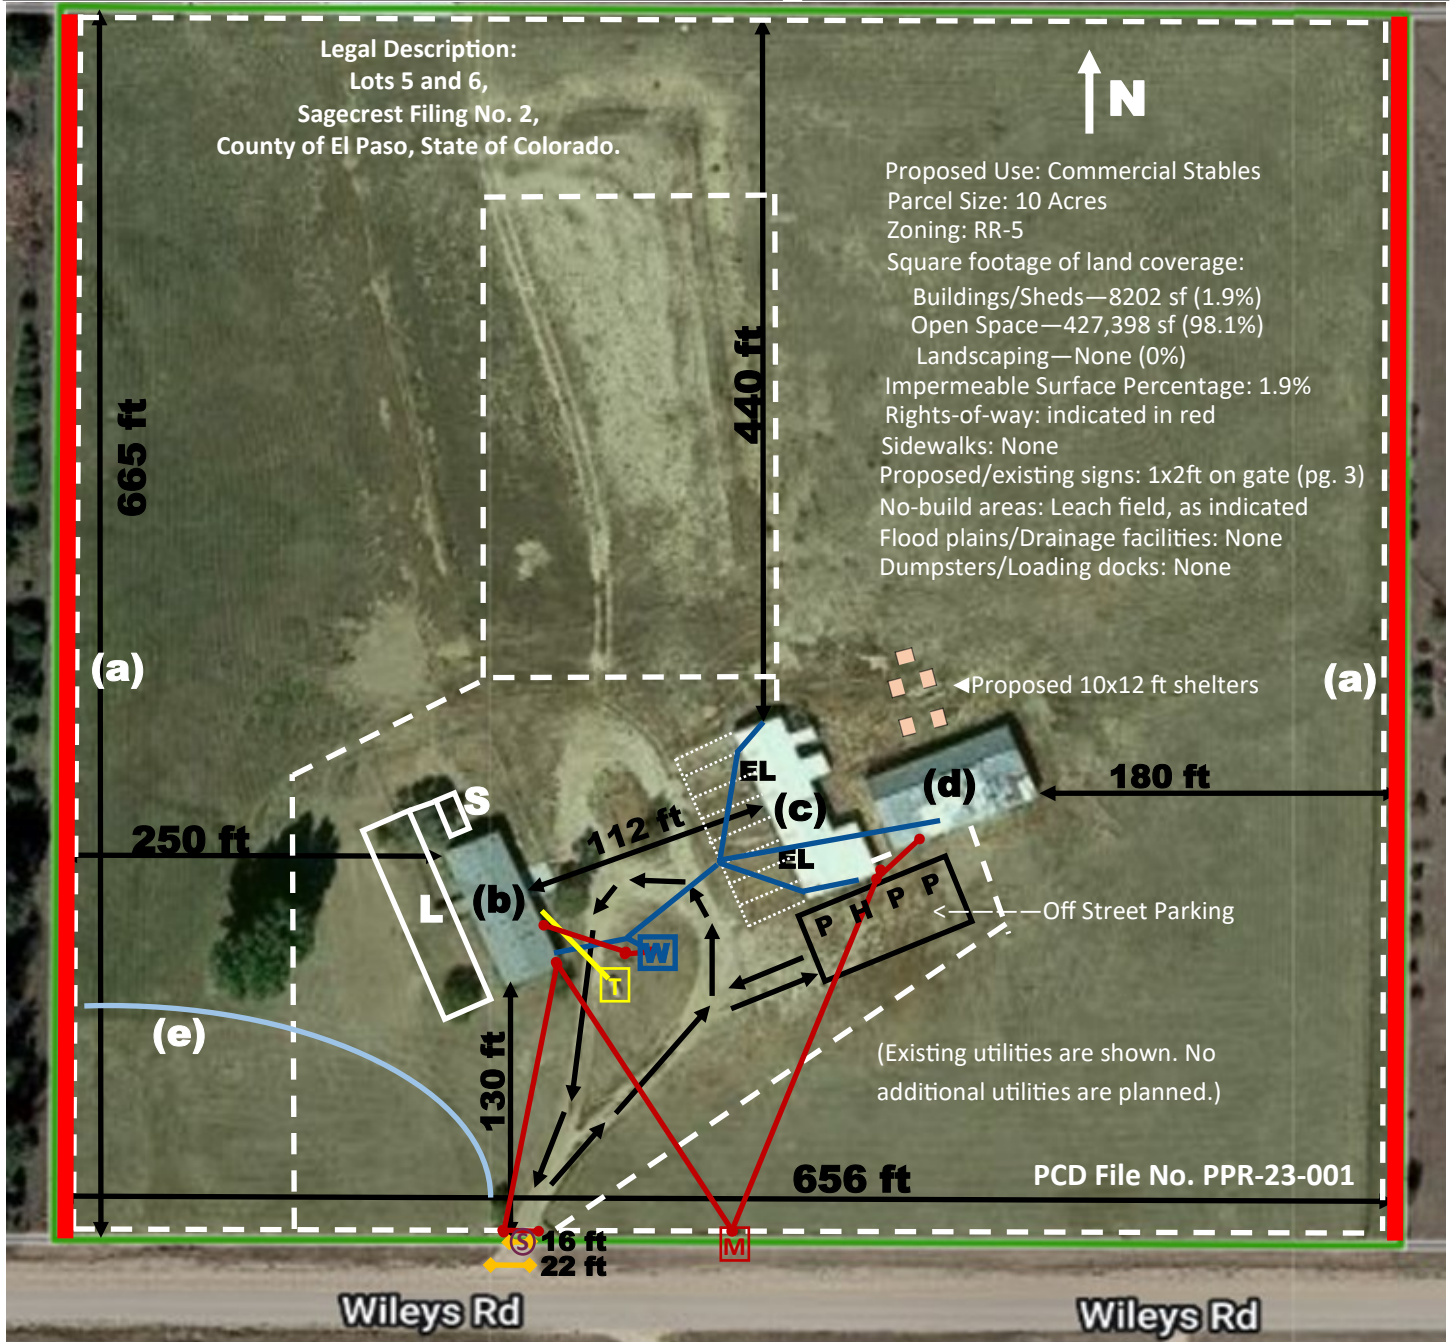 Legal Description:
Lots 5 and 6,
Sagecrest Filing No. 2,
County of El Paso, State of Colorado.
N
Proposed Use: Commercial Stables
Parcel Size: 10 Acres
Zoning: RR-5
Square footage of land coverage:
Buildings/Sheds—8202 sf (1.9%)
Open Space—427,398 sf (98.1%)
Landscaping—None (0%)
Impermeable Surface Percentage: 1.9%
Rights-of-way: indicated in red
Sidewalks: None
Proposed/existing signs: 1x2ft on gate (pg. 3)
No-build areas: Leach field, as indicated
Flood plains/Drainage facilities: None
Dumpsters/Loading docks: None
440 ft
665 ft
(a)
(a)
Proposed 10x12 ft shelters
EL
(c)
(d)
180 ft
S
112 ft
250 ft
EL
L
(b)
P H P P
<-----Off Street Parking
W
T
(e)
130 ft
(Existing utilities are shown. No
additional utilities are planned.)
656 ft
PCD File No. PPR-23-001
S
16 ft
M
22 ft
Wileys Rd
Wileys Rd